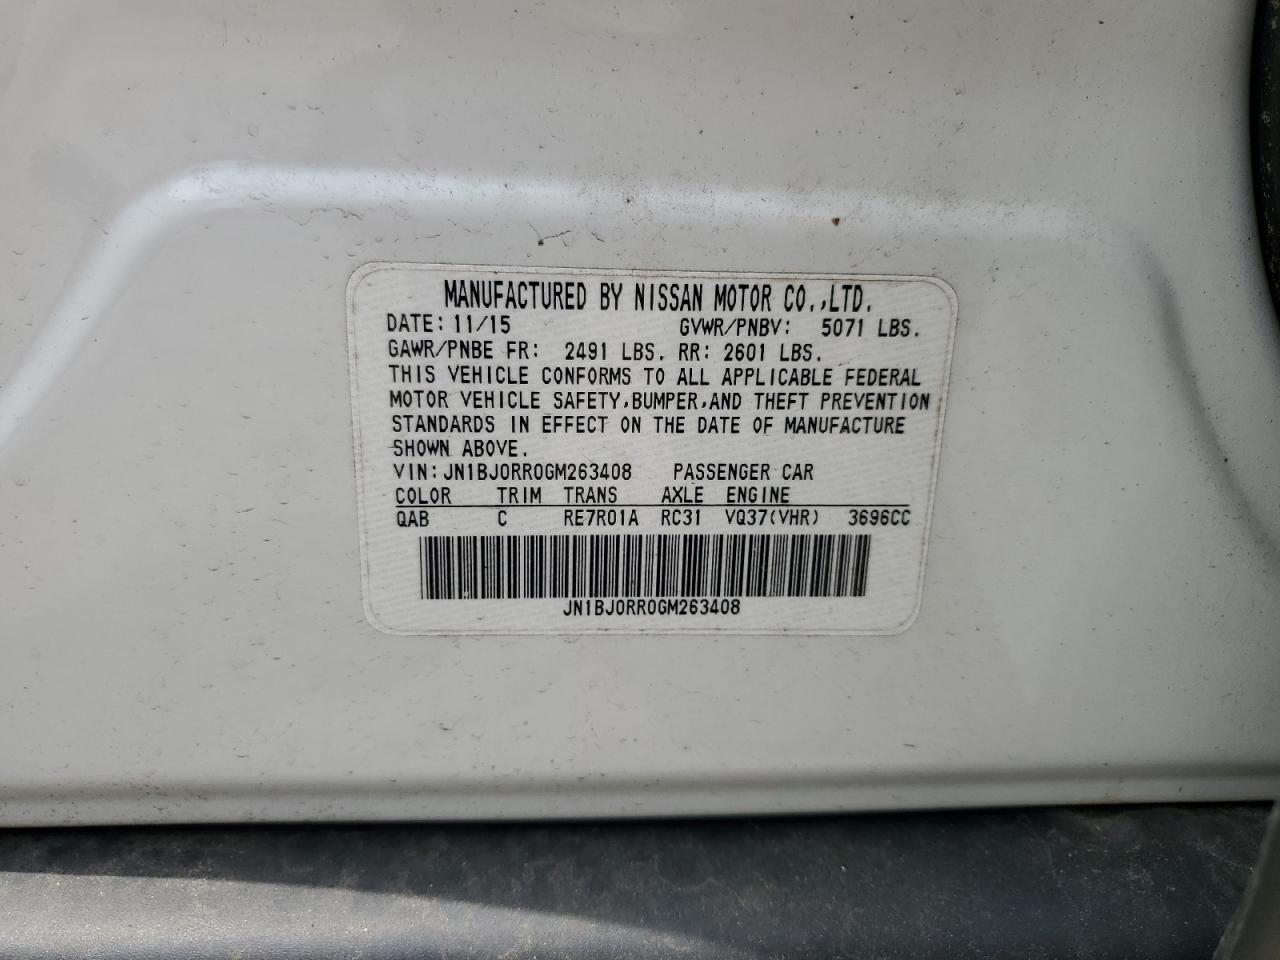 MANUFACTURED BY NISSAN MOTOR CO.,LTD.
DATE: 11/15 GVWR/PNBV: 5071 LBS.
GAWR/PNBE FR: 2491 LBS. RR: 2601 LBS.
THIS VEHICLE CONFORMS TO ALL APPLICABLE FEDERAL
MOTOR VEHICLE SAFETY,BUMPER,AND THEFT PREVENTION
STANDARDS IN EFFECT ON THE DATE OF MANUFACTURE
SHOWN ABOVE.
VIN:JN1BJ0RR0GM263408 PASSENGER CAR
COLOR TRIM TRANS AXLE ENGINE
QAB C RE7R01A RC31 VQ37(VHR) 3696CC
JN1BJ0RR0GM263408